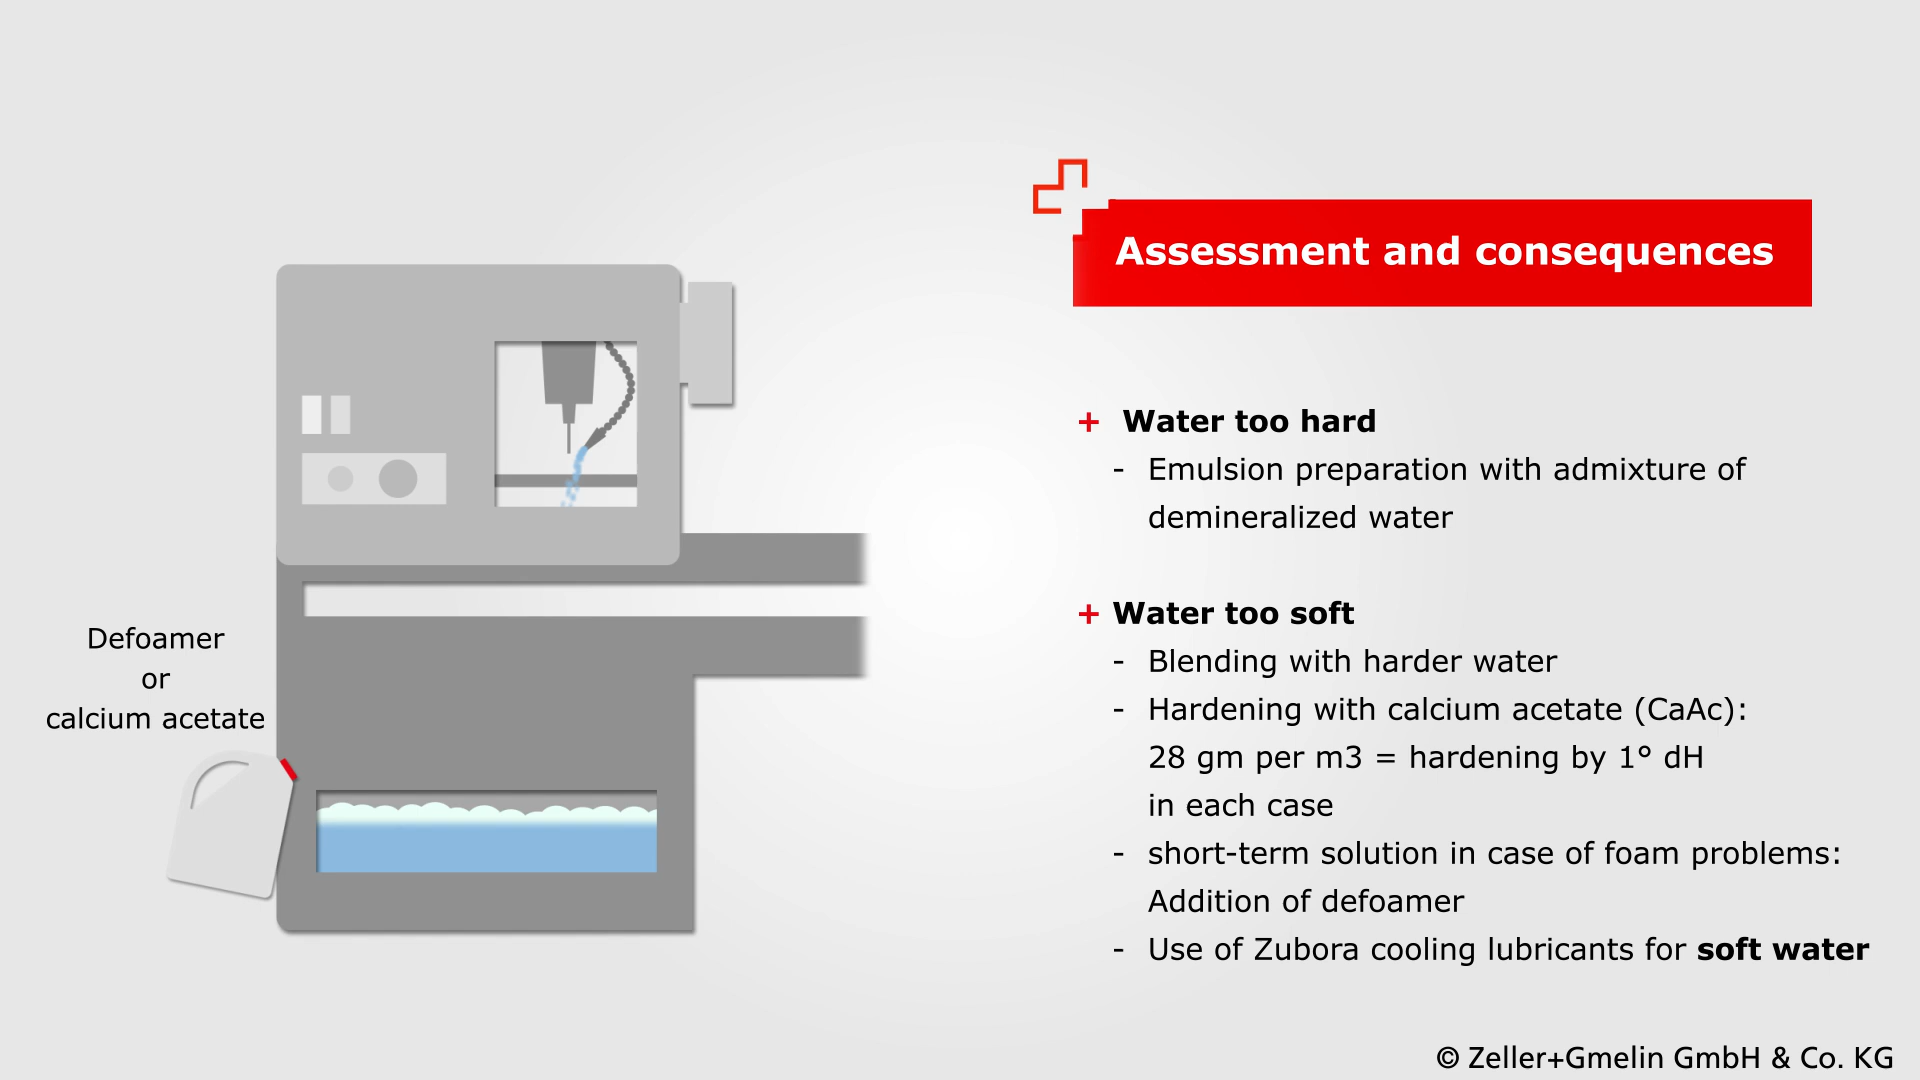 Assessment and consequences
+ Water too hard
- Emulsion preparation with admixture of
demineralized water
+ Water too soft
- Blending with harder water
- Hardening with calcium acetate (CaAc):
28 gm per m3 = hardening by 1° dH
in each case
- short-term solution in case of foam problems:
Addition of defoamer
- Use of Zubora cooling lubricants for soft water
Defoamer
or
calcium acetate
© Zeller+Gmelin GmbH & Co. KG